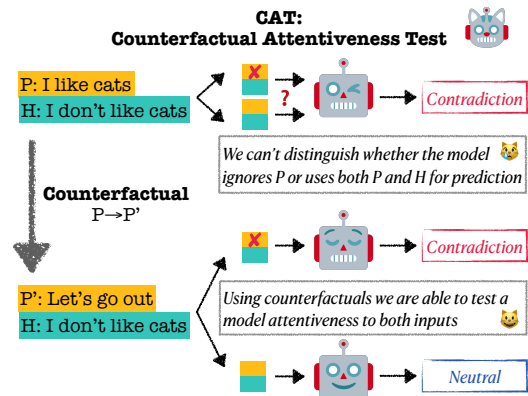 CAT:
Counterfactual Attentiveness Test
P: I like cats
H: I don't like cats
?
Contradiction
We can't distinguish whether the model
ignores P or uses both P and H for prediction
Counterfactual
P→P'
Contradiction
P': Let's go out
H: I don't like cats
Using counterfactuals we are able to test a
model attentiveness to both inputs
Neutral